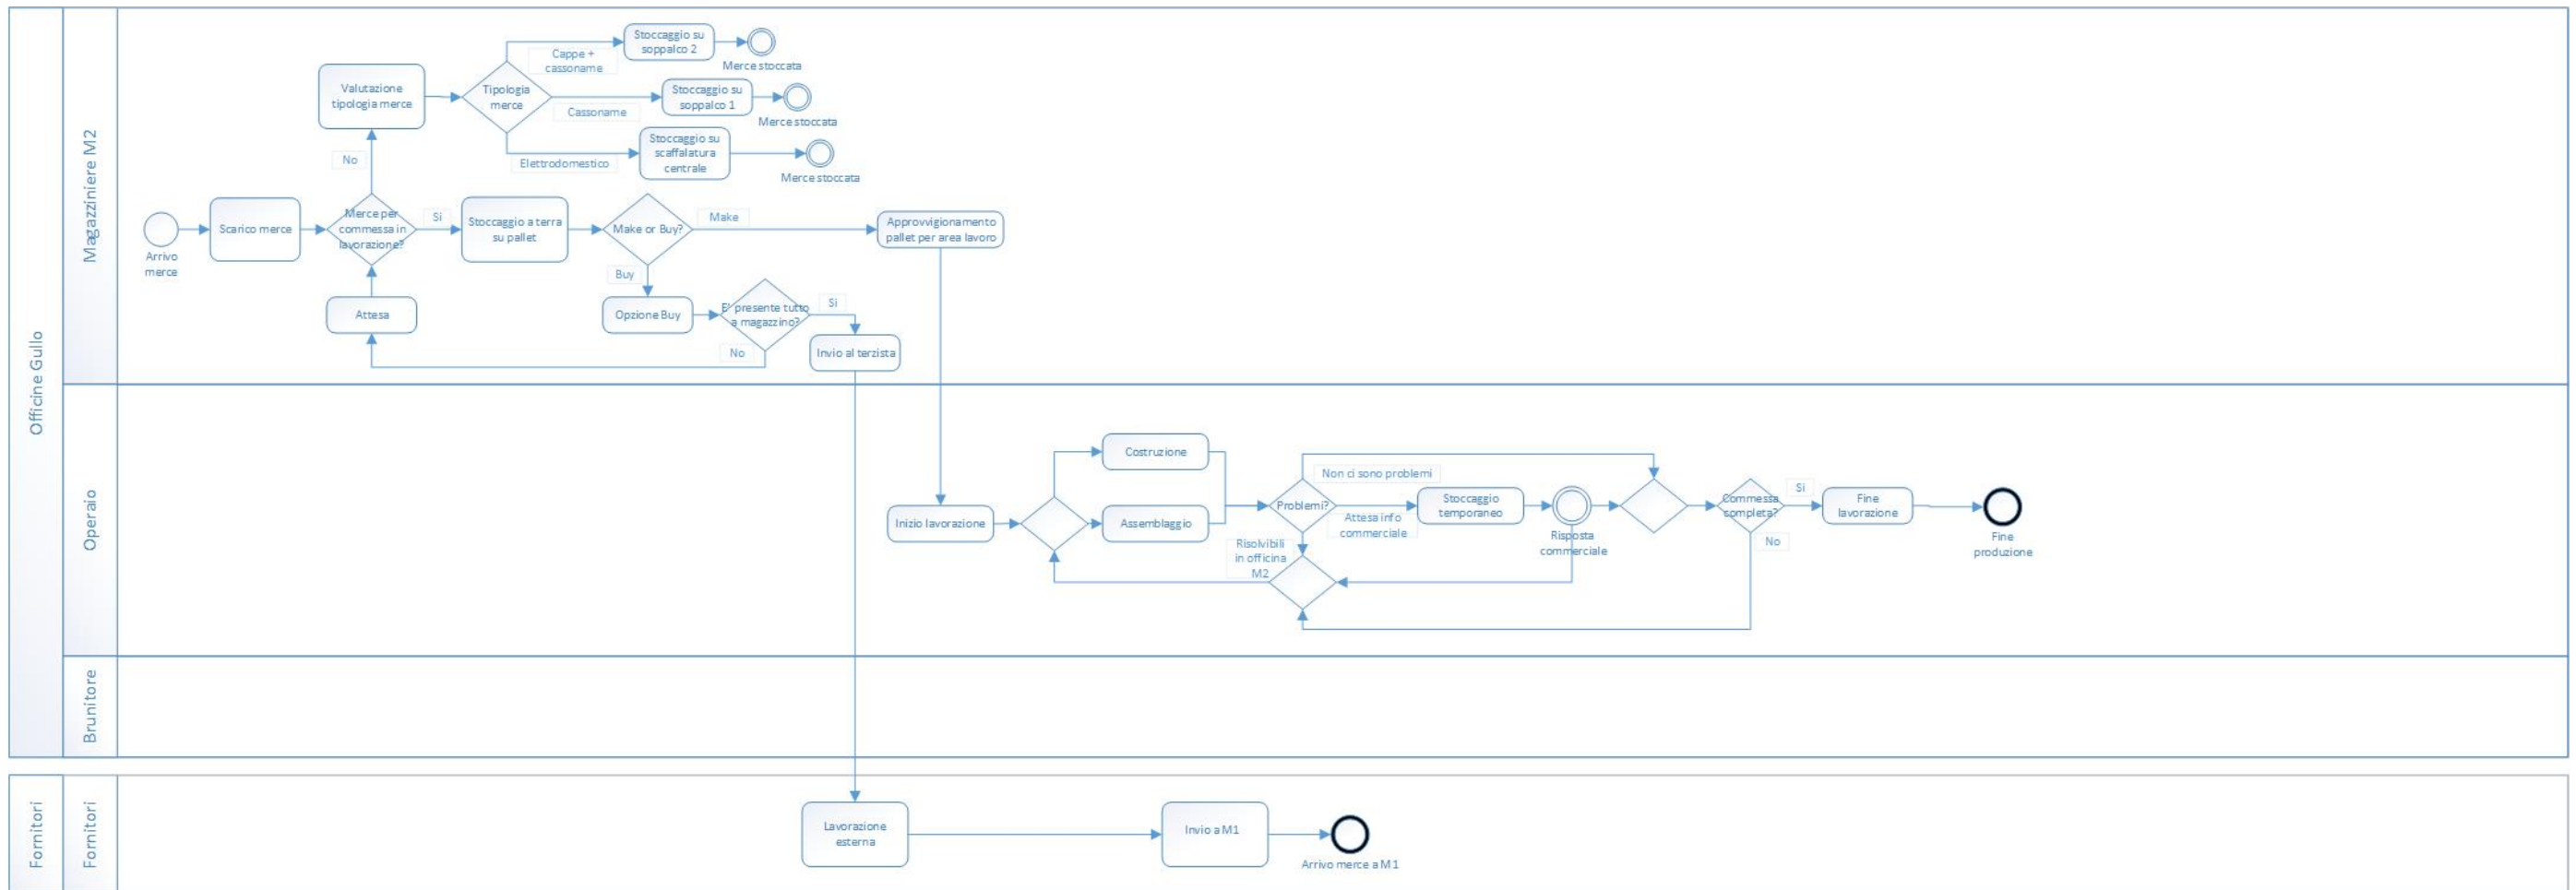 Officine Gullo
Magazziniere M2
Arrivo
merce
Scarico merce
Merce per
commessa in
lavorazione?
No
Si
Attesa
Valutazione
tipologia merce
Tipologia
merce
Cappe +
cassoname
Stoccaggio su
soppalco 2
Merce stoccata
Cassoname
Stoccaggio su
soppalco 1
Merce stoccata
Elettrodomestico
Stoccaggio su
scaffalatura
centrale
Merce stoccata
Stoccaggio a terra
su pallet
Make or Buy?
Make
Buy
Opzione Buy
E' presente tutto
a magazzino?
Si
No
Invio al terzista
Approvvigionamento
pallet per area lavoro
Operaio
Inizio lavorazione
Costruzione
Assemblaggio
Problemi?
Non ci sono problemi
Attesa info
commerciale
Risolvibili
in officina
M2
Stoccaggio
temporaneo
Risposta
commerciale
Commessa
completa?
Si
No
Fine
lavorazione
Fine
produzione
Brunitore
Fornitori
Fornitori
Lavorazione
esterna
Invio a M1
Arrivo merce a M1